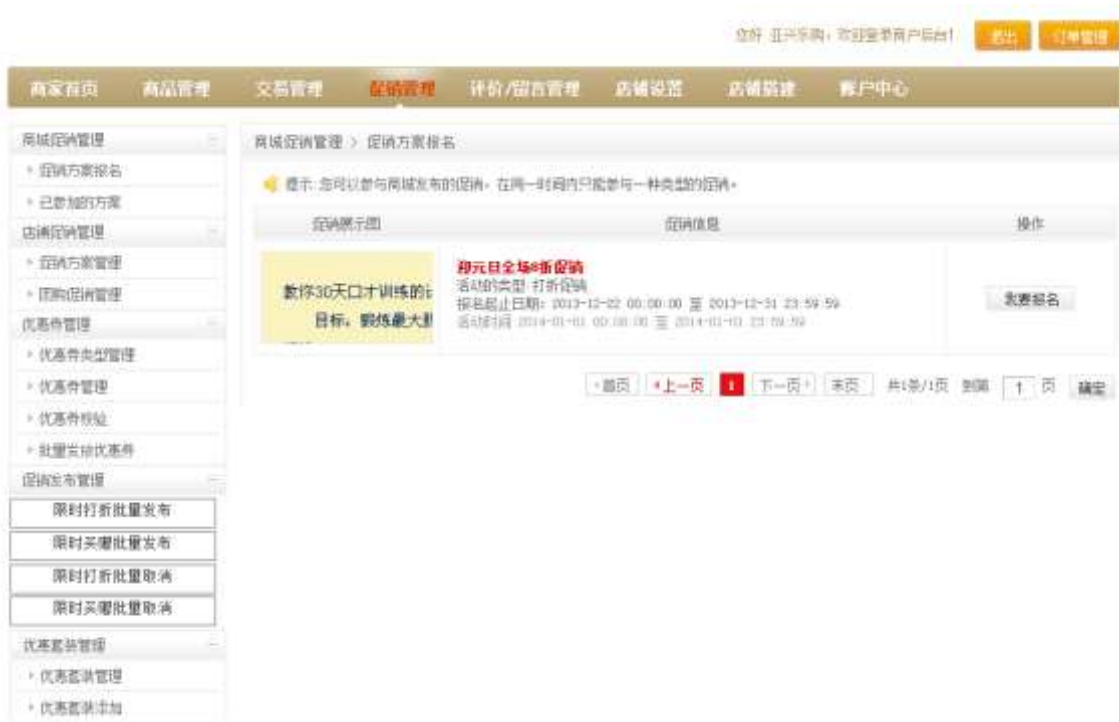 您好 亚兴乐购，欢迎登录商户后台！ 退出 订单管理
商家首页 商品管理 交易管理 促销管理 评价/留言管理 店铺设置 店铺搭建 账户中心
商城促销管理
促销方案报名
已参加的方案
店铺促销管理
促销方案管理
团购促销管理
优惠件管理
优惠券类型管理
优惠件管理
优惠券校验
批量发放优惠券
促销发布管理
限时打折批量发布
限时买赠批量发布
限时打折批量取消
限时买赠批量取消
优惠套装管理
优惠套装管理
优惠套装添加
商城促销管理 > 促销方案报名
提示:您可以参与商城发布的促销，在同一时间内只能参与一种类型的促销。
促销展示图 促销信息 操作
教你30天口才训练的
目标，锻炼最大胆
迎元旦全场8折促销
活动的类型:打折促销
报名起止日期：2013-12-22 00:00:00 至 2013-12-31 23:59:59
活动时间:2014-01-01 00:00:00 至 2014-01-01 23:59:59
我要报名
首页 上一页 1 下一页 末页 共1条/1页 到第 1 页 确定